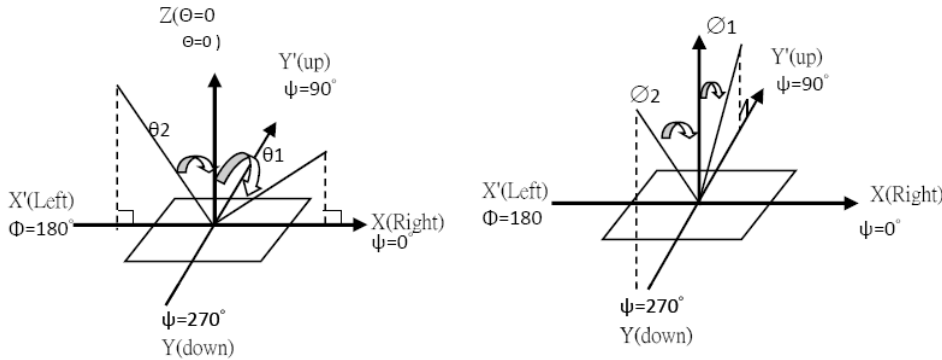 Z(Θ=0
Θ=0 )
Y'(up)
ψ=90°
θ2
θ1
X'(Left)
Φ=180°
X(Right)
ψ=0°
ψ=270°
Y(down)
∅1
Y'(up)
ψ=90°
∅2
X'(Left)
Φ=180
X(Right)
ψ=0°
ψ=270°
Y(down)